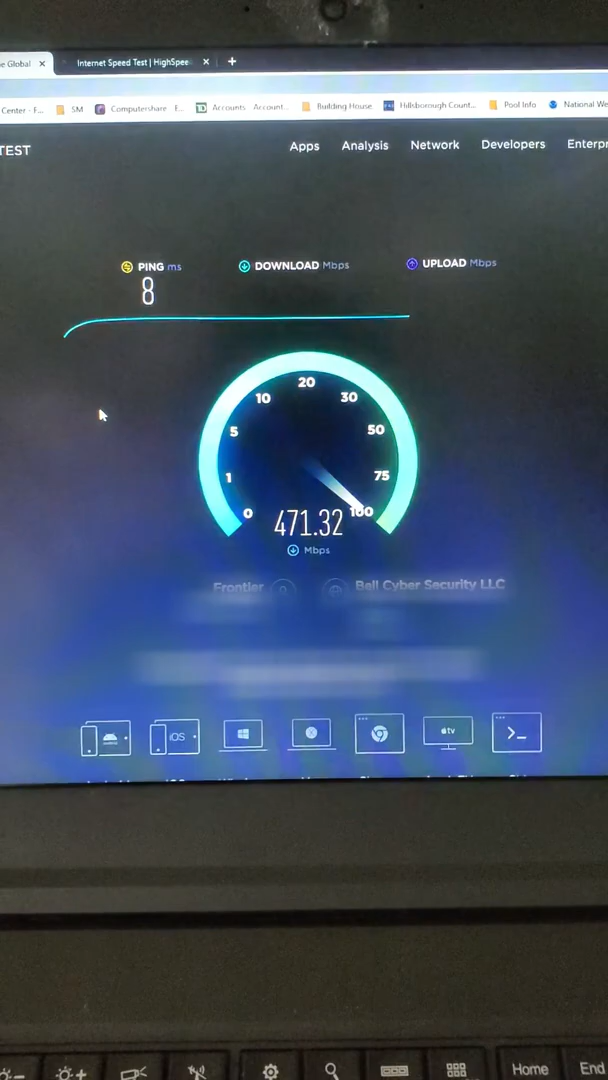 e Global × Internet Speed Test | HighSpee × +
Center - F... SM Computershare E... Accounts Account... Building House Hillsborough Count... Pool Info National We
TEST Apps Analysis Network Developers Enterpr
PING ms DOWNLOAD Mbps UPLOAD Mbps
8
20
10 30
5 50
1 75
0 100
471.32
Mbps
Frontier Bell Cyber Security LLC
iOS tv >_
Home End